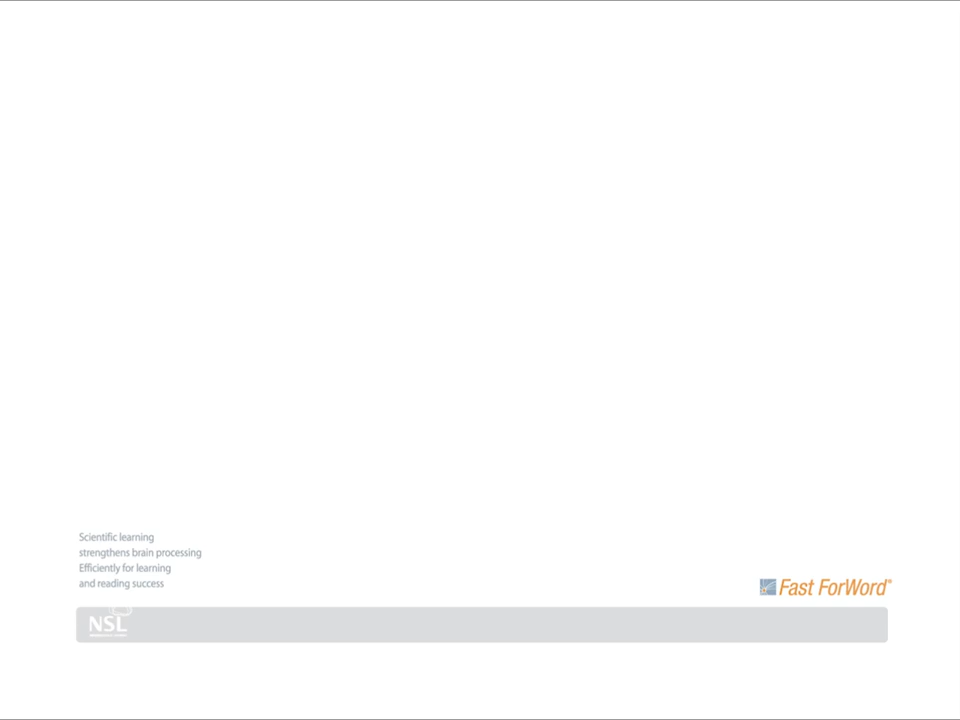 Scientific learning
strengthens brain processing
Efficiently for learning
and reading success
Fast ForWord®
NSL